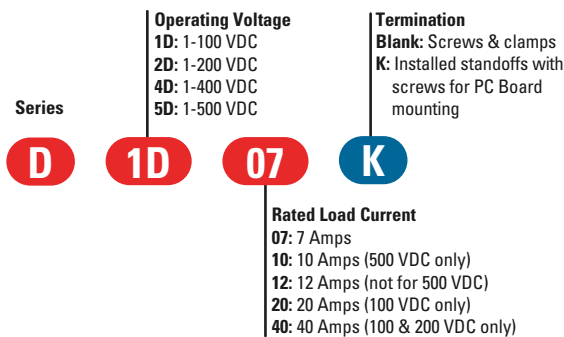 Operating Voltage
1D: 1-100 VDC
2D: 1-200 VDC
4D: 1-400 VDC
5D: 1-500 VDC
Termination
Blank: Screws & clamps
K: Installed standoffs with
screws for PC Board
mounting
Series
D
1D
07
K
Rated Load Current
07: 7 Amps
10: 10 Amps (500 VDC only)
12: 12 Amps (not for 500 VDC)
20: 20 Amps (100 VDC only)
40: 40 Amps (100 & 200 VDC only)